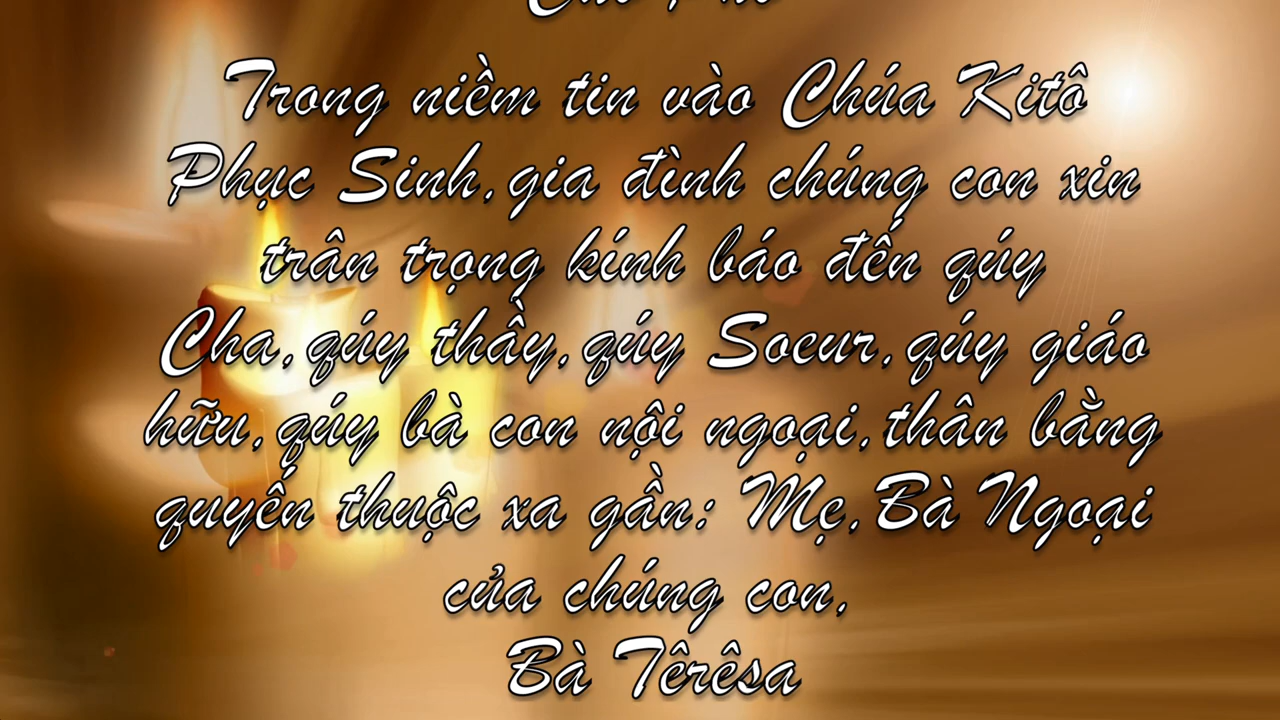 Trong niềm tin vào Chúa Kitô
Phục Sinh,gia đình chúng con xin
trân trọng kính báo đến qúy
Cha,qúy thầy,qúy Soeur,qúy giáo
hữu,qúy bà con nội ngoại,thân bằng
quyến thuộc xa gần: Mẹ,Bà Ngoại
của chúng con,
Bà Têrêsa